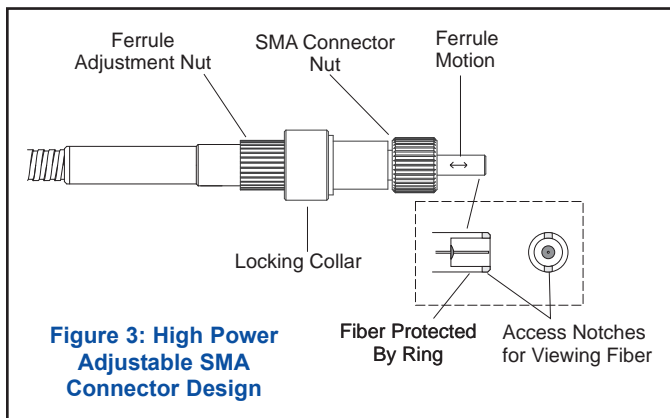 Ferrule
Adjustment Nut
SMA Connector
Nut
Ferrule
Motion
Locking Collar
Fiber Protected
By Ring
Access Notches
for Viewing Fiber
Figure 3: High Power
Adjustable SMA
Connector Design